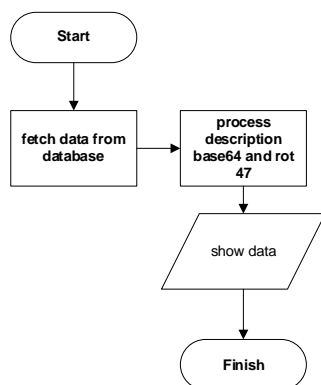 Start
fetch data from
database
process
description
base64 and rot
47
show data
Finish